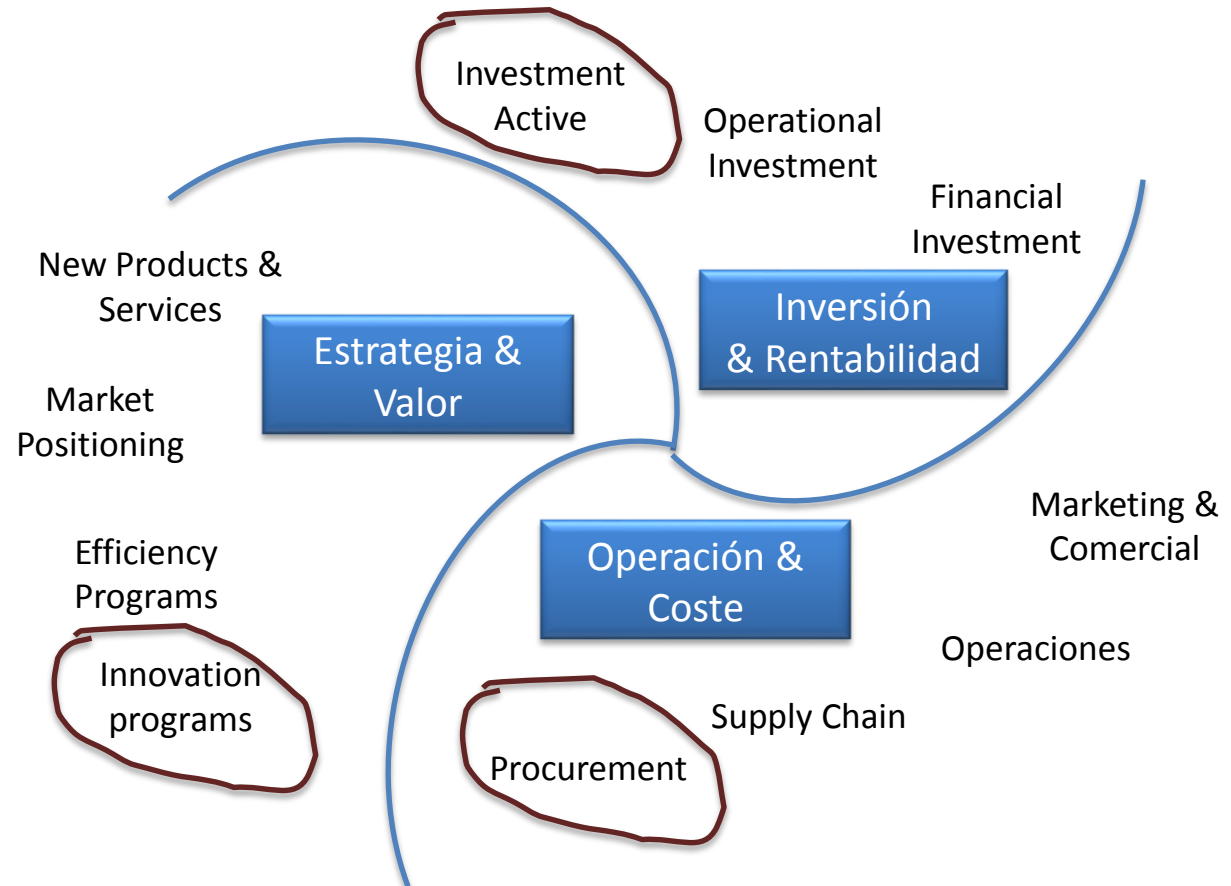 Investment
Active
Operational
Investment
Financial
Investment
New Products &
Services
Estrategia &
Valor
Inversión
& Rentabilidad
Market
Positioning
Marketing &
Comercial
Efficiency
Programs
Operación &
Coste
Operaciones
Innovation
programs
Supply Chain
Procurement